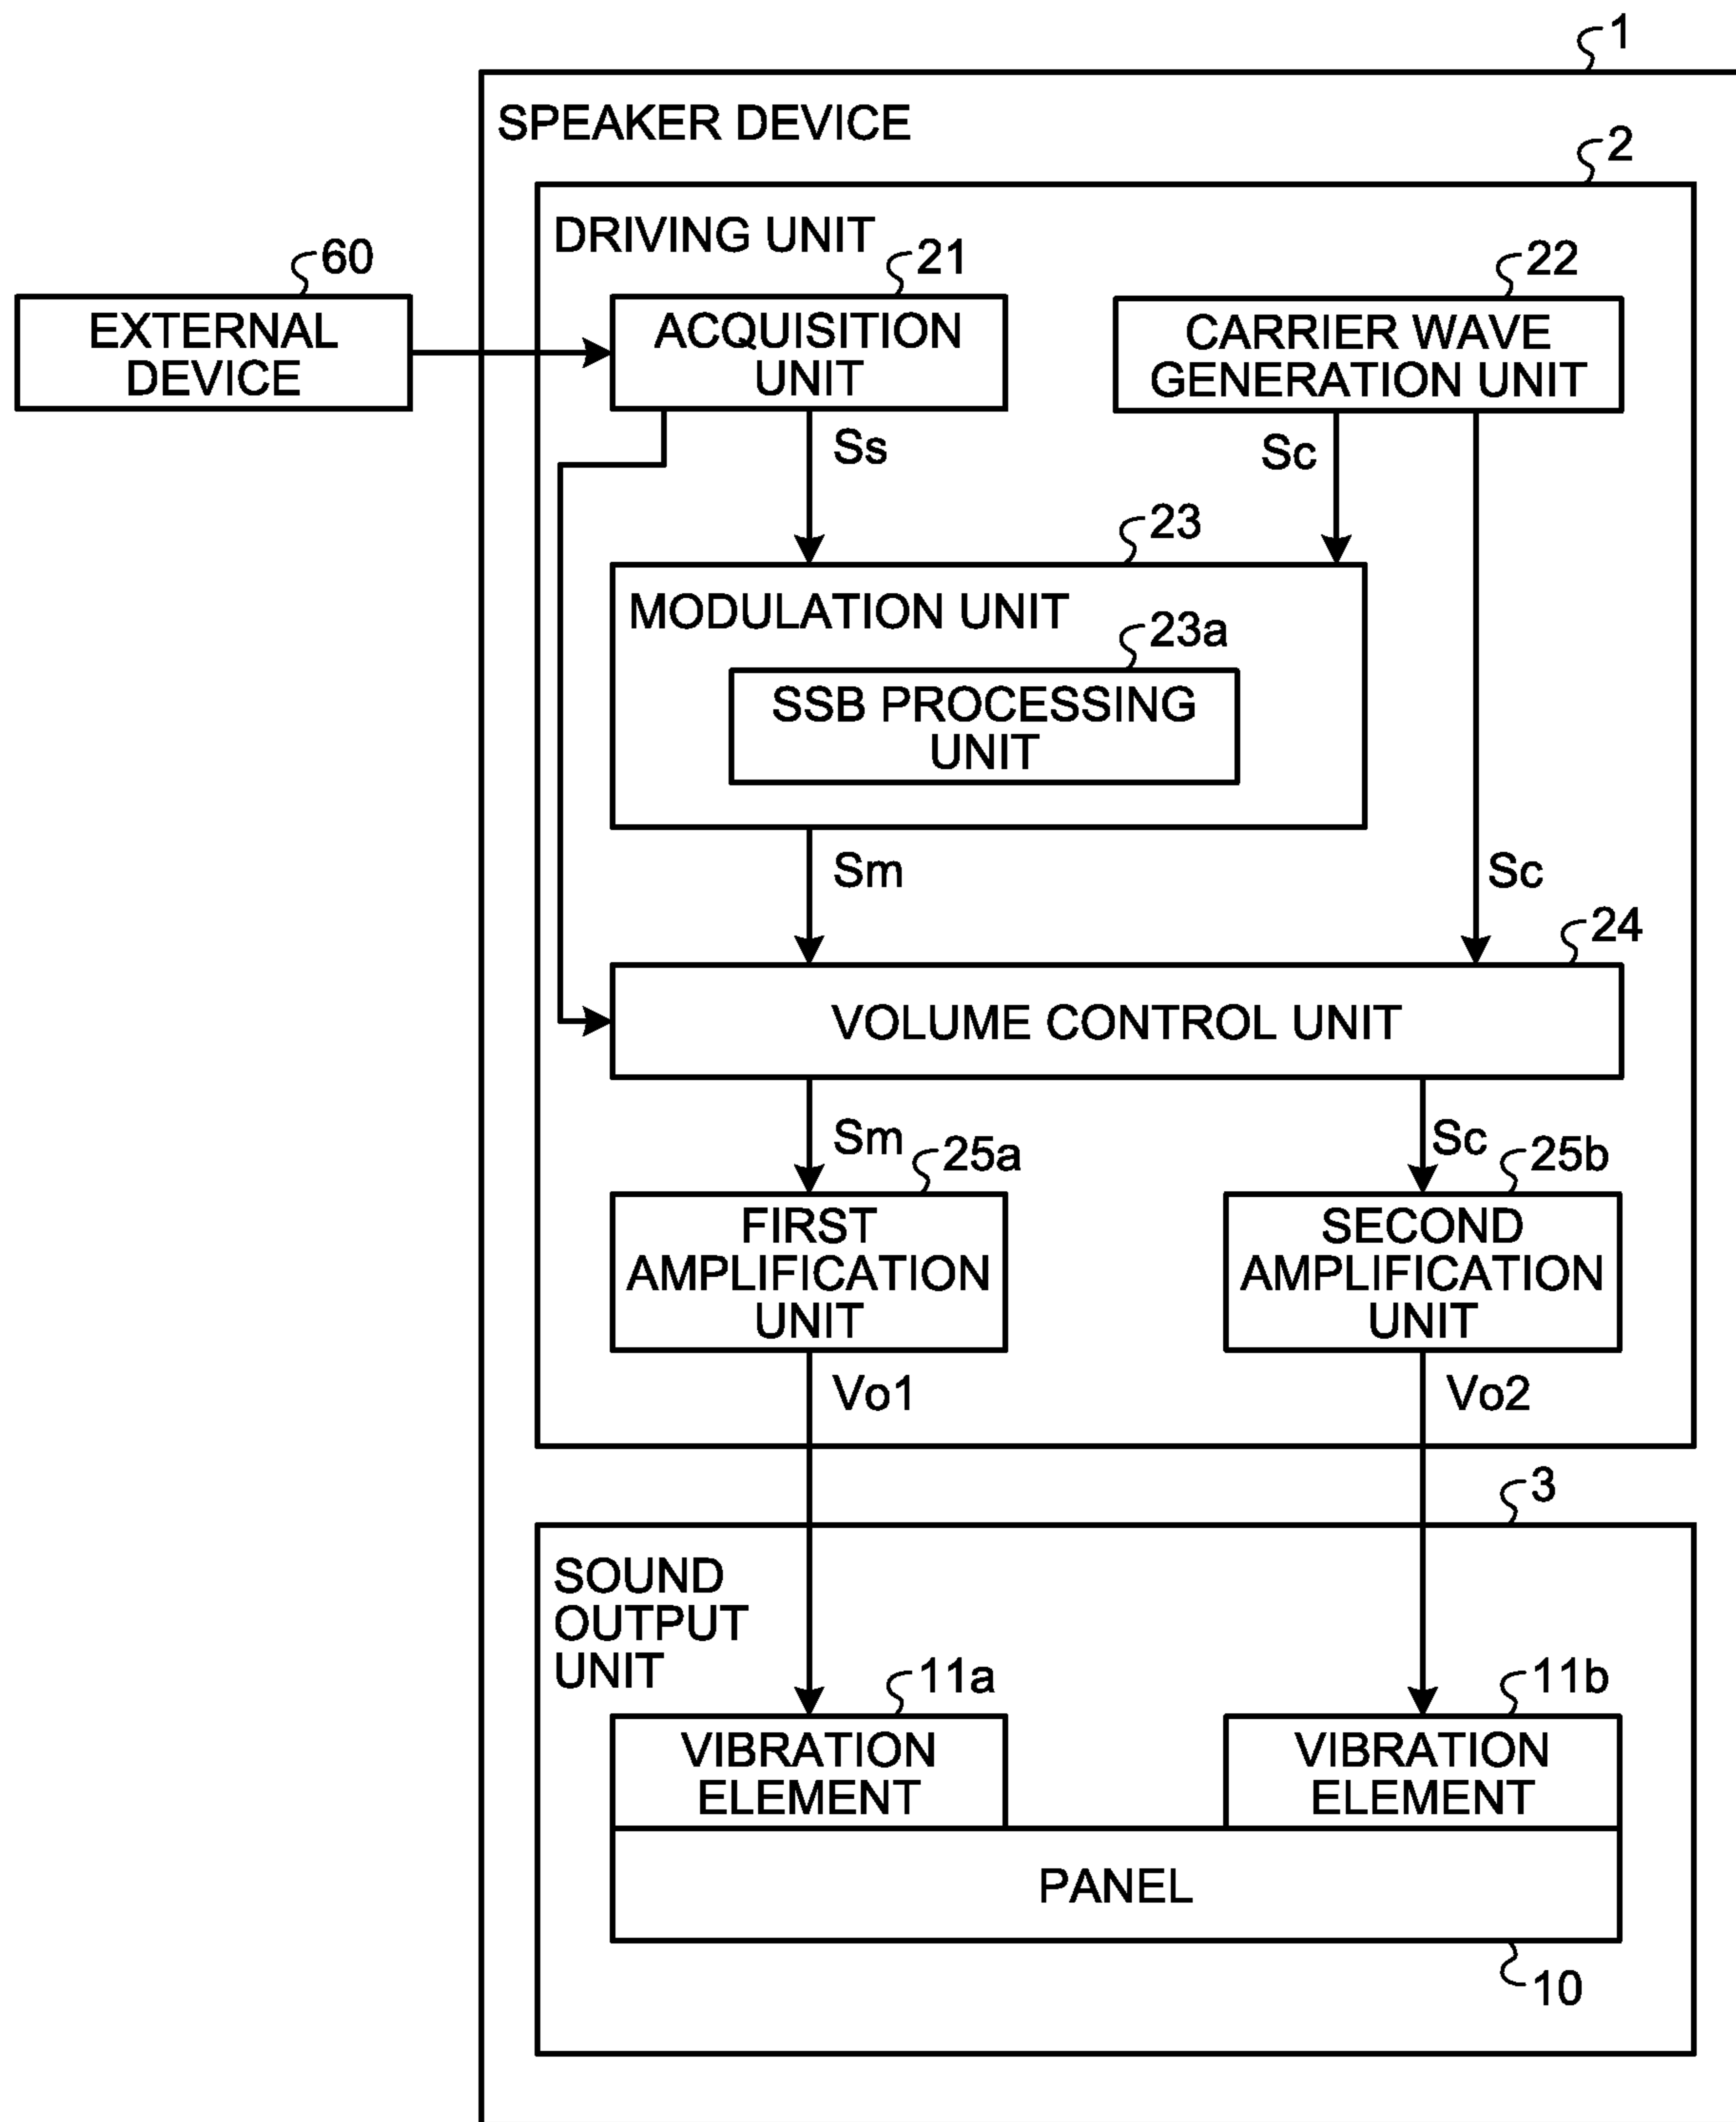 1
SPEAKER DEVICE
2
DRIVING UNIT
60
21
22
EXTERNAL
DEVICE
ACQUISITION
UNIT
CARRIER WAVE
GENERATION UNIT
Ss
Sc
23
MODULATION UNIT
23a
SSB PROCESSING
UNIT
Sm
Sc
24
VOLUME CONTROL UNIT
Sm
25a
Sc
25b
FIRST
AMPLIFICATION
UNIT
SECOND
AMPLIFICATION
UNIT
Vo1
Vo2
3
SOUND
OUTPUT
UNIT
11a
11b
VIBRATION
ELEMENT
VIBRATION
ELEMENT
PANEL
10